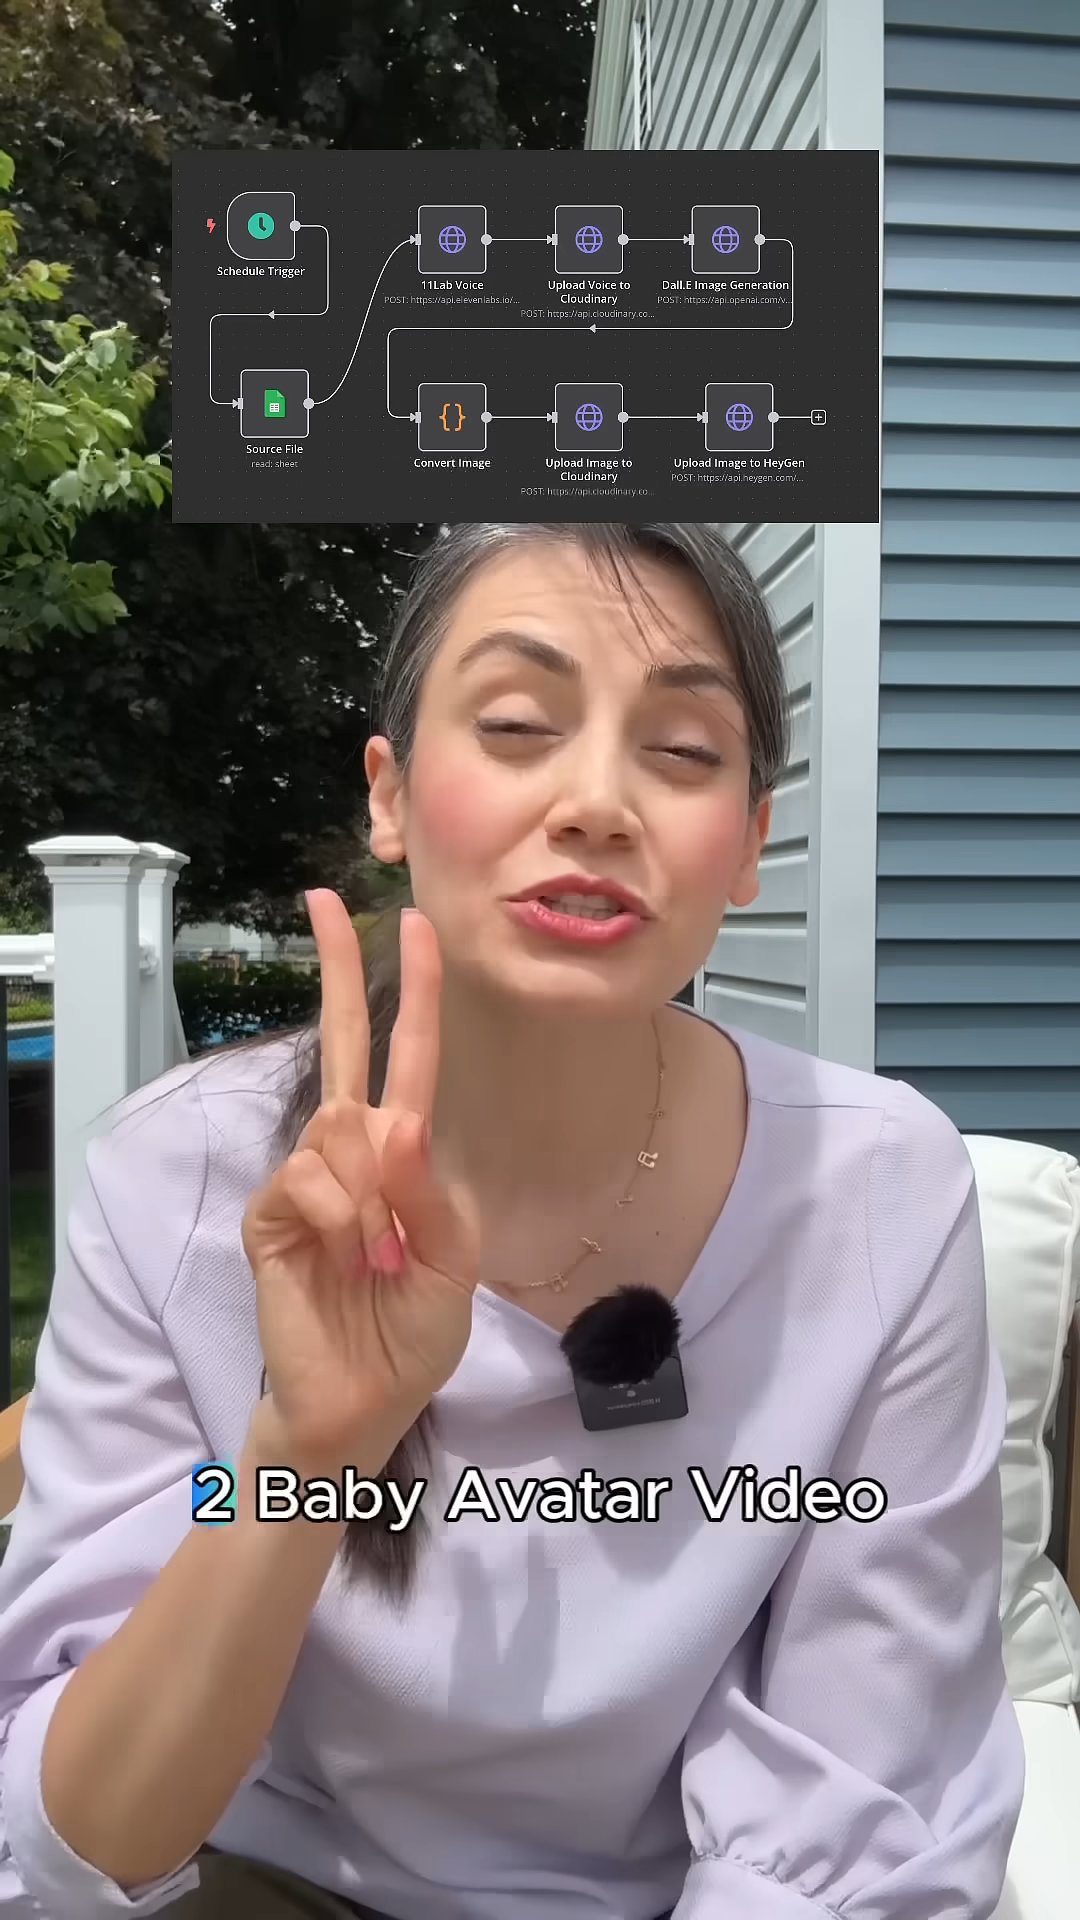 Schedule Trigger
11Lab Voice
POST: https://api.elevenlabs.io/...
Upload Voice to
Cloudinary
POST: https://api.cloudinary.co...
Dall.E Image Generation
POST: https://api.openai.com/v...
Source File
read: sheet
{}
Convert Image
Upload Image to
Cloudinary
POST: https://api.cloudinary.co...
Upload Image to HeyGen
POST: https://api.heygen.com/...
2 Baby Avatar Video